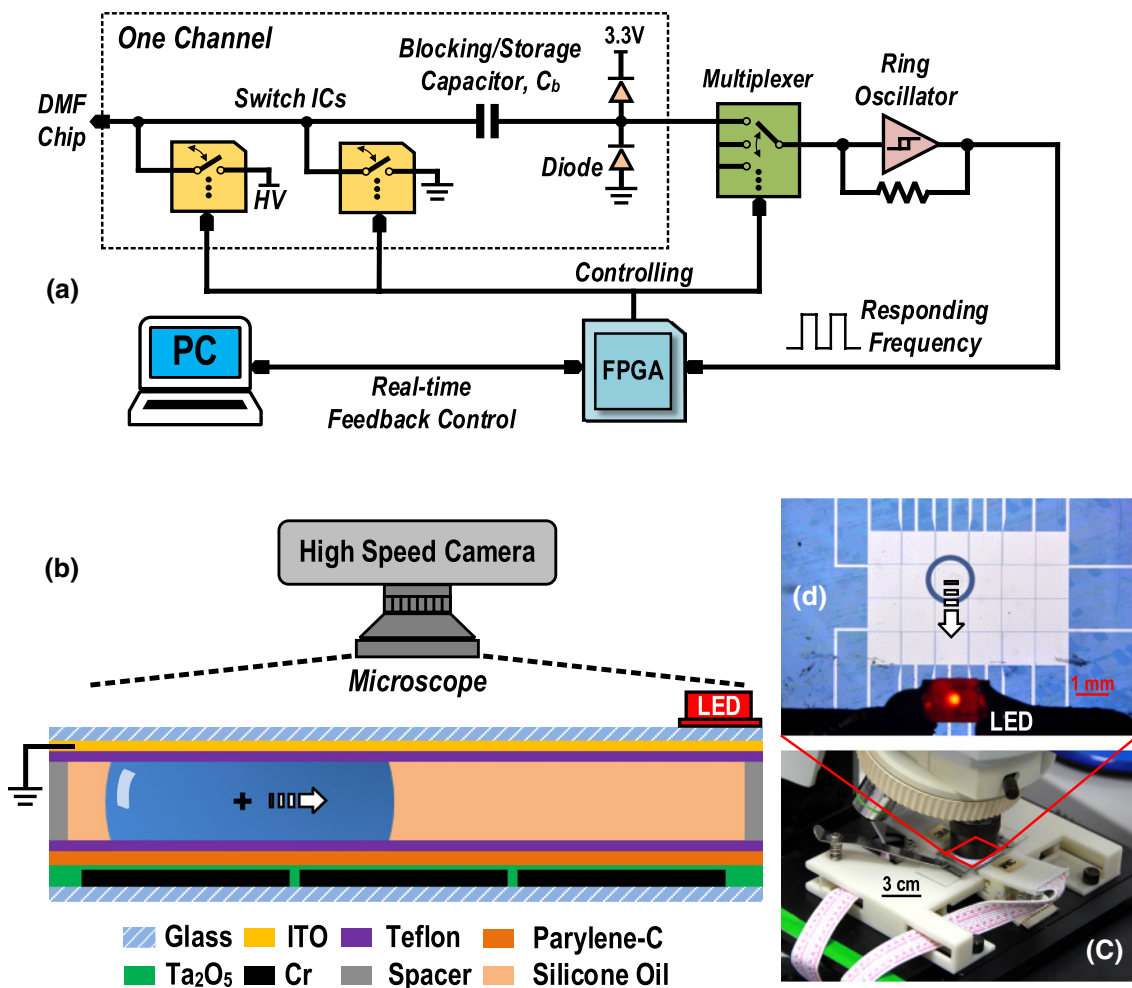 One Channel
3.3V
Blocking/Storage
Capacitor, Cb
Multiplexer
Ring
Oscillator
DMF
Chip
Switch ICs
Diode
HV
(a)
Controlling
PC
FPGA
Responding
Frequency
Real-time
Feedback Control
(b)
High Speed Camera
Microscope
LED
(d)
1 mm
LED
3 cm
(C)
Glass
ITO
Teflon
Parylene-C
Ta2O5
Cr
Spacer
Silicone Oil